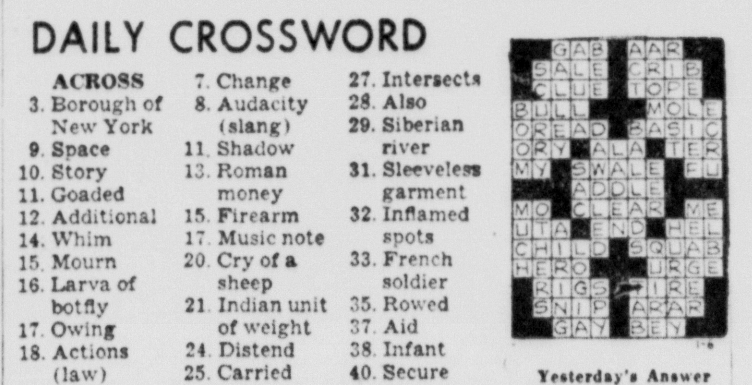 DAILY CROSSWORD
ACROSS
3. Borough of
New York
9. Space
10. Story
11. Goaded
12. Additional
14. Whim
15. Mourn
16. Larva of
botfly
17. Owing
18. Actions
(law)
7. Change
8. Audacity
(slang)
11. Shadow
13. Roman
money
15. Firearm
17. Music note
20. Cry of a
sheep
21. Indian unit
of weight
24. Distend
25. Carried
27. Intersects
28. Also
29. Siberian
river
31. Sleeveless
garment
32. Inflamed
spots
33. French
soldier
35. Rowed
37. Aid
38. Infant
40. Secure
GAB AAR
SALE CRIB
CLUE TOPE
BULL MOLE
OREAD BASIC
ORY ALA TER
MY SWALE FU
ADDLE
MO CLEAR ME
UTA END HEL
CHILD SQUAB
HERO URGE
RIGS IRE
SNIP ARAR
GAY BEY
1-6
Yesterday's Answer